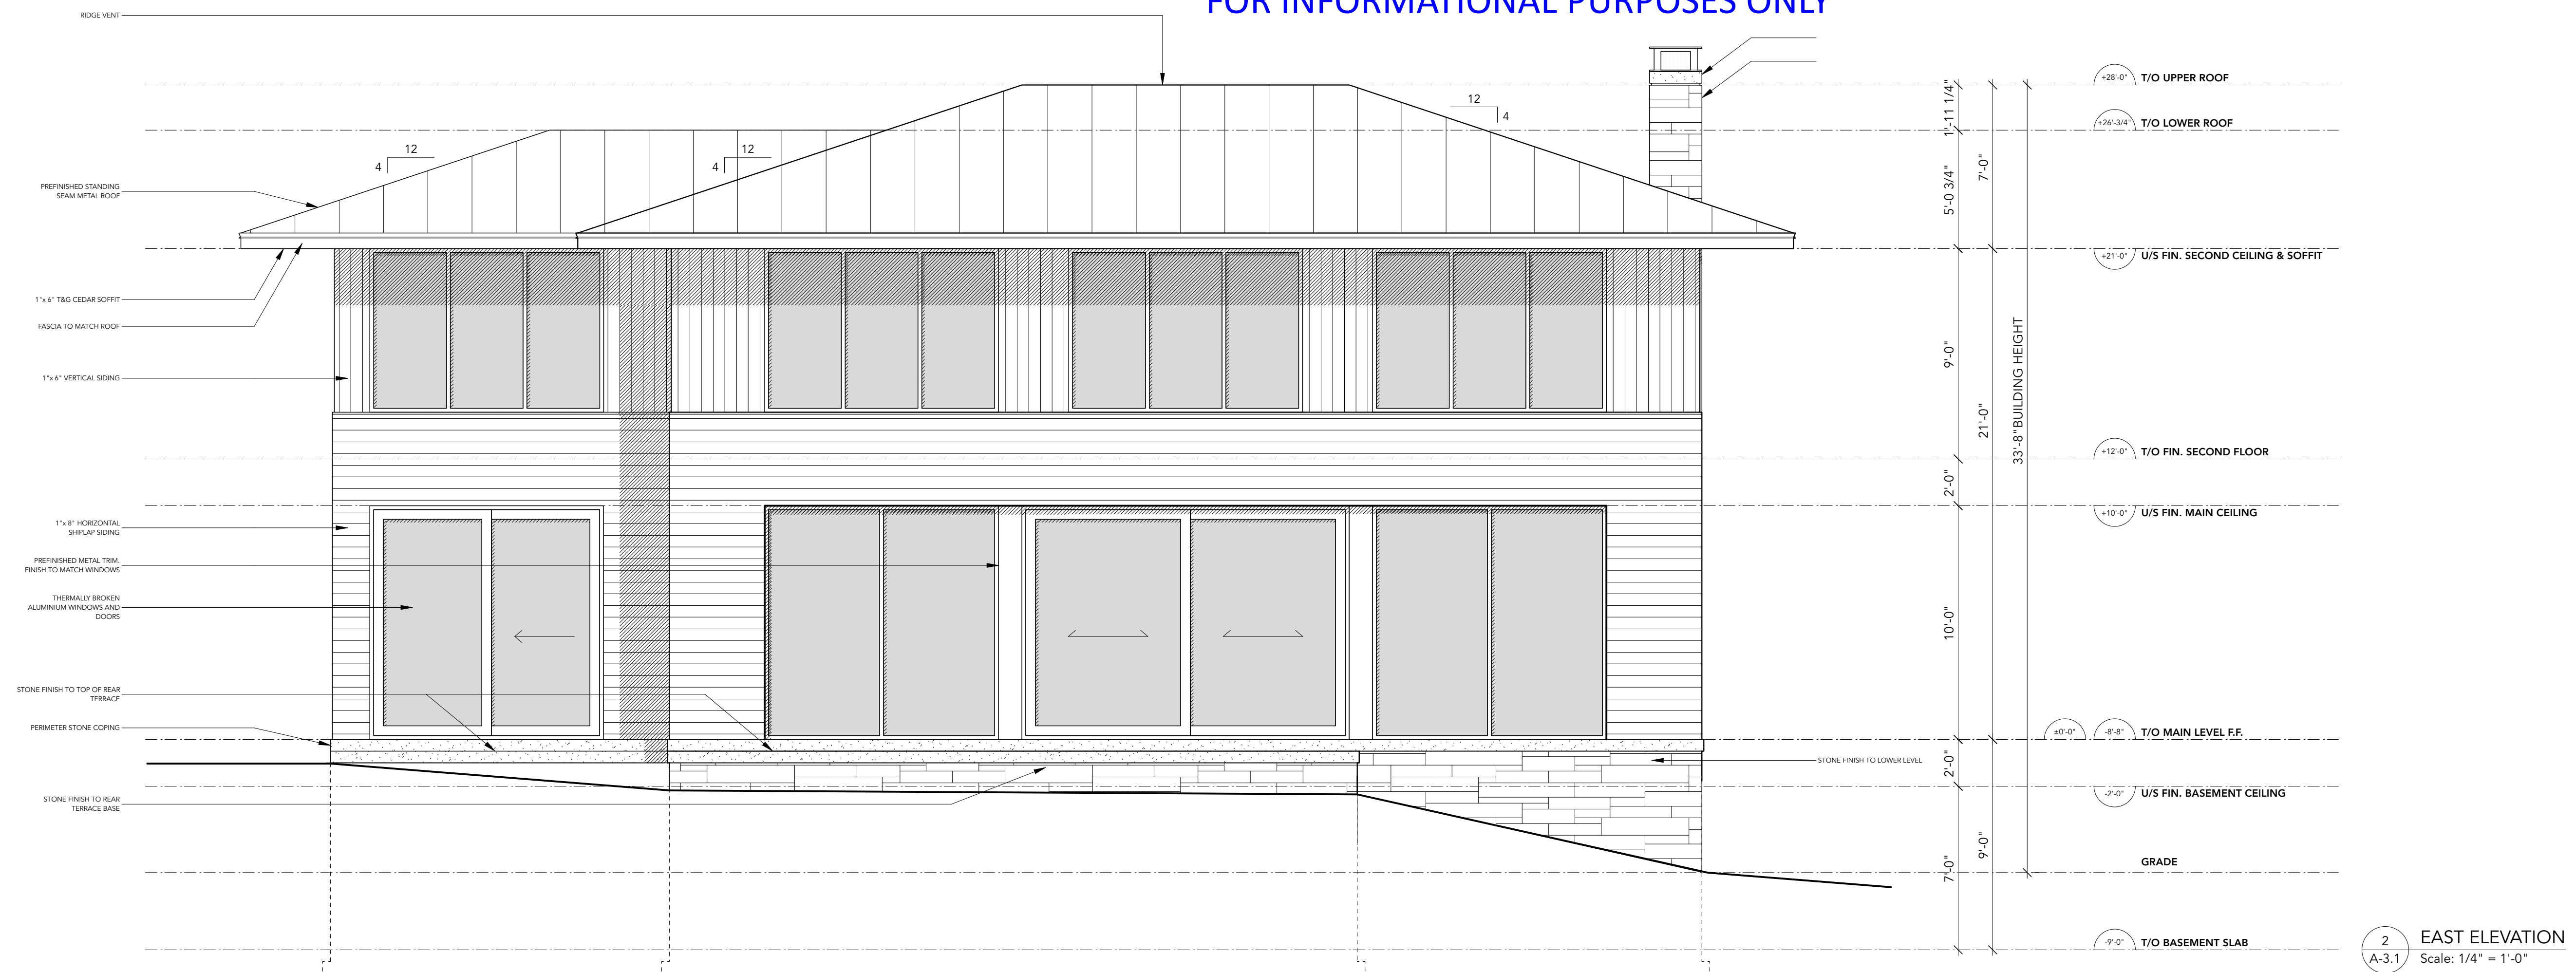 FOR INFORMATIONAL PURPOSES ONLY
RIDGE VENT
12
4
12
4
12
4
PREFINISHED STANDING
SEAM METAL ROOF
1"x 6" T&G CEDAR SOFFIT
FASCIA TO MATCH ROOF
1"x 6" VERTICAL SIDING
1"x 8" HORIZONTAL
SHIPLAP SIDING
PREFINISHED METAL TRIM.
FINISH TO MATCH WINDOWS
THERMALLY BROKEN
ALUMINIUM WINDOWS AND
DOORS
STONE FINISH TO TOP OF REAR
TERRACE
PERIMETER STONE COPING
STONE FINISH TO REAR
TERRACE BASE
STONE FINISH TO LOWER LEVEL
1'-11 1/4"
5'-0 3/4"
9'-0"
2'-0"
10'-0"
2'-0"
7'-0"
7'-0"
21'-0"
9'-0"
33'-8"BUILDING HEIGHT
+28'-0" T/O UPPER ROOF
+26'-3/4" T/O LOWER ROOF
+21'-0" U/S FIN. SECOND CEILING & SOFFIT
+12'-0" T/O FIN. SECOND FLOOR
+10'-0" U/S FIN. MAIN CEILING
±0'-0" -8'-8" T/O MAIN LEVEL F.F.
-2'-0" U/S FIN. BASEMENT CEILING
GRADE
-9'-0" T/O BASEMENT SLAB
2
A-3.1
EAST ELEVATION
Scale: 1/4" = 1'-0"